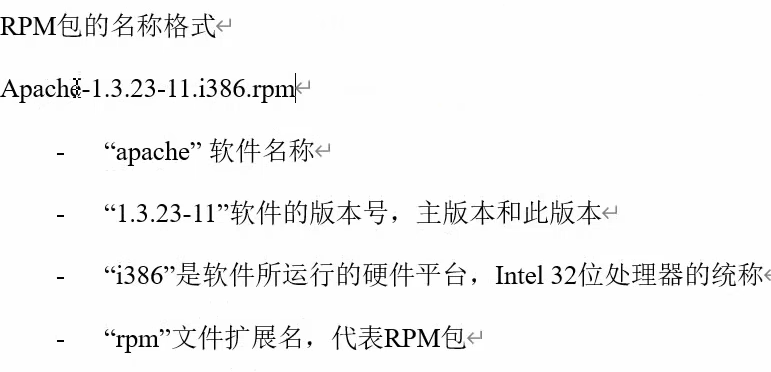 RPM包的名称格式
Apache-1.3.23-11.i386.rpm
- “apache” 软件名称
- “1.3.23-11”软件的版本号，主版本和此版本
- “i386”是软件所运行的硬件平台，Intel 32位处理器的统称
- “rpm”文件扩展名，代表RPM包